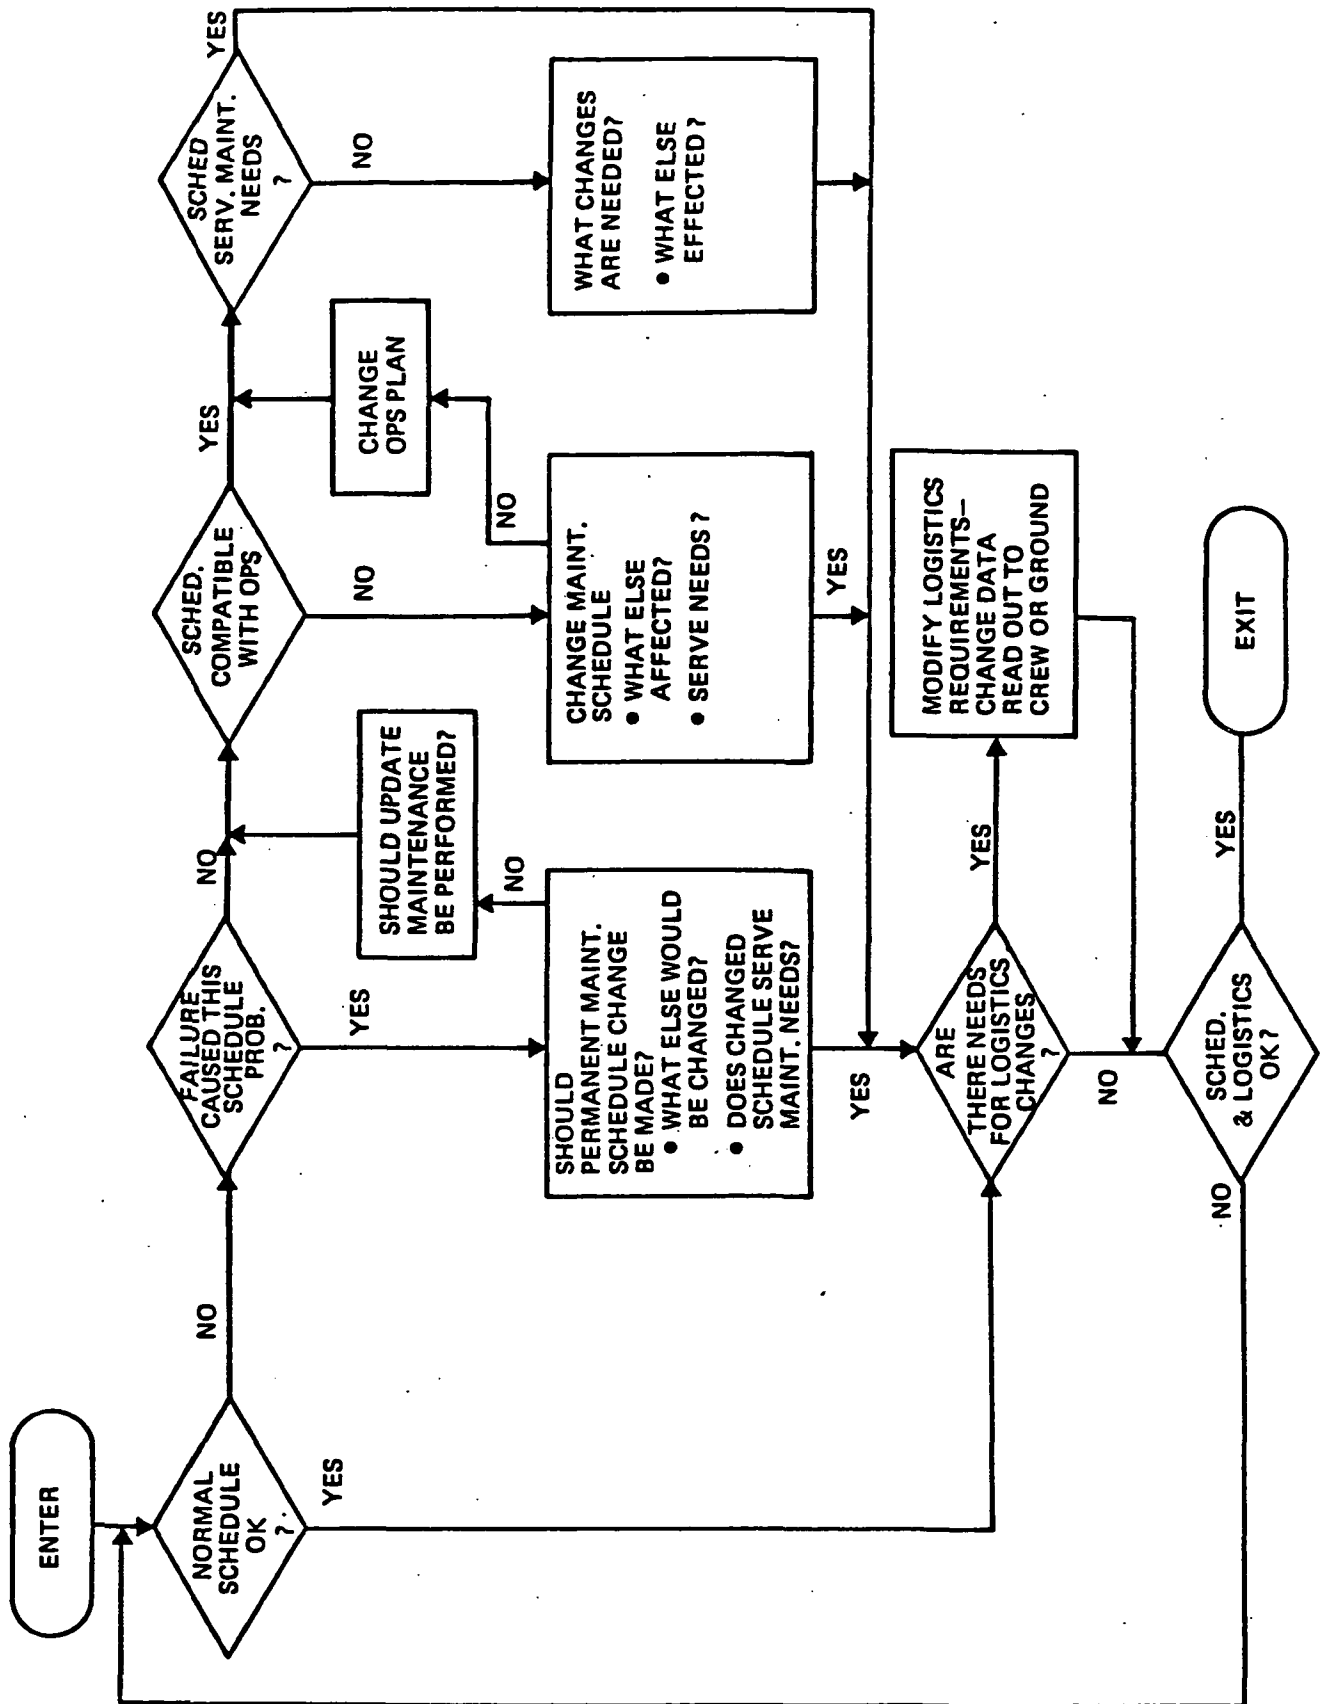 ENTER
NORMAL
SCHEDULE
OK
?
NO
YES
FAILURE
CAUSED THIS
SCHEDULE
PROB.
?
NO
YES
SHOULD UPDATE
MAINTENANCE
BE PERFORMED?
NO
SHOULD
PERMANENT MAINT.
SCHEDULE CHANGE
BE MADE?
● WHAT ELSE WOULD
BE CHANGED?
● DOES CHANGED
SCHEDULE SERVE
MAINT. NEEDS?
YES
SCHED.
COMPATIBLE
WITH OPS
YES
NO
CHANGE
OPS PLAN
NO
CHANGE MAINT.
SCHEDULE
● WHAT ELSE
AFFECTED?
● SERVE NEEDS?
YES
SCHED
SERV. MAINT.
NEEDS
?
YES
NO
WHAT CHANGES
ARE NEEDED?
● WHAT ELSE
EFFECTED?
ARE
THERE NEEDS
FOR LOGISTICS
CHANGES
?
YES
NO
MODIFY LOGISTICS
REQUIREMENTS—
CHANGE DATA
READ OUT TO
CREW OR GROUND
SCHED.
& LOGISTICS
OK?
NO
YES
EXIT